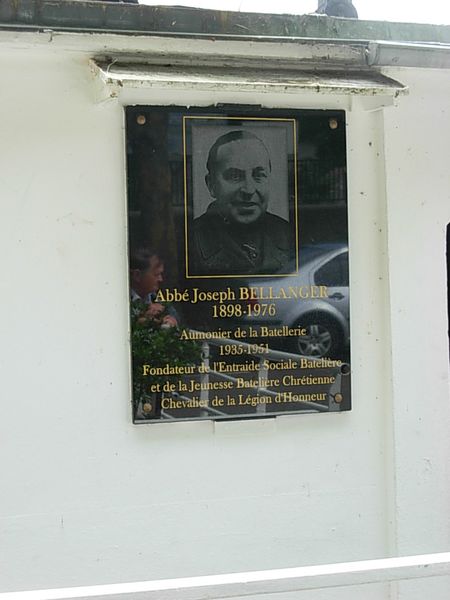 Abbé Joseph BELLANGER
1898-1976
Aumonier de la Batellerie
1935-1951
Fondateur de l'Entraide Sociale Batelière
et de la Jeunesse Batelière Chrétienne
Chevalier de la Légion d'Honneur